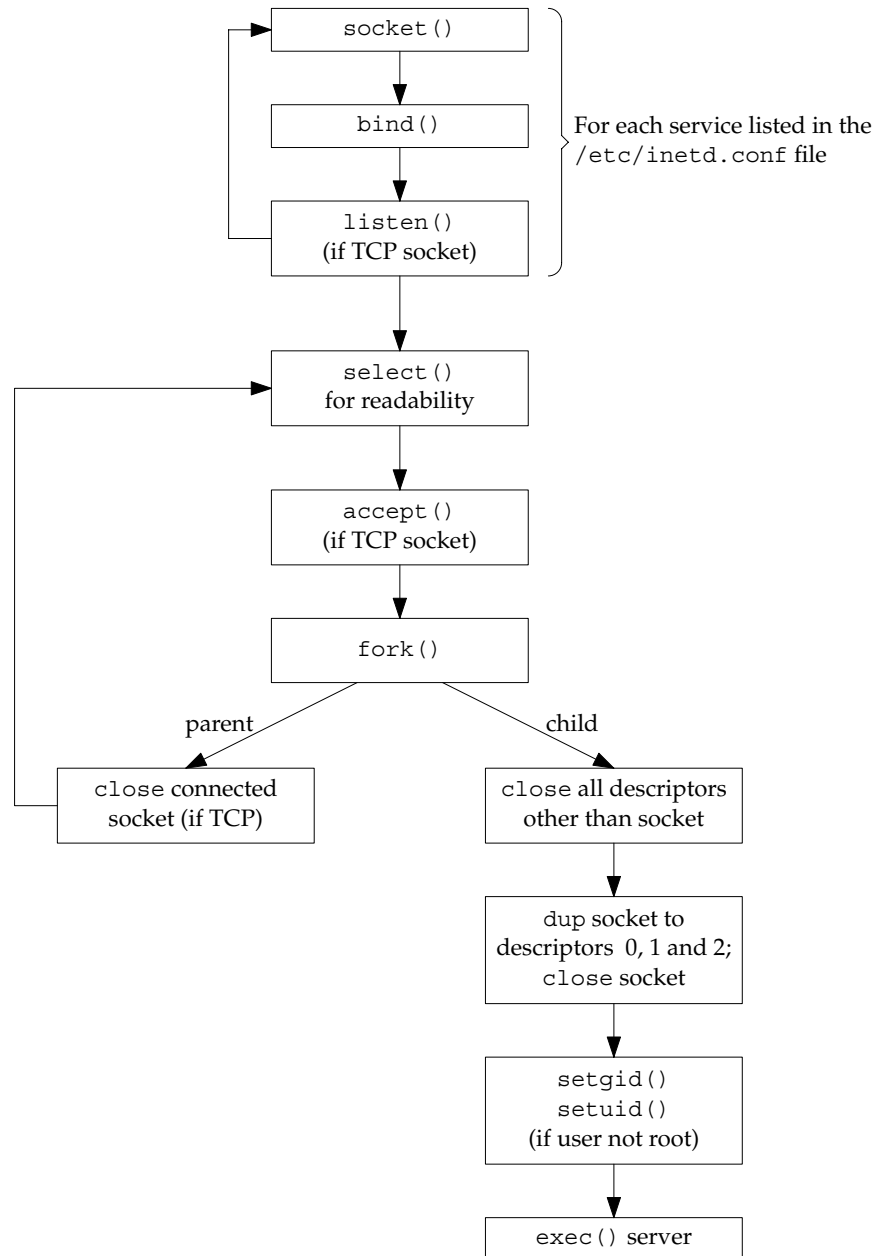 socket()
bind()
For each service listed in the
/etc/inetd.conf file
listen()
(if TCP socket)
select()
for readability
accept()
(if TCP socket)
fork()
parent
child
close connected
socket (if TCP)
close all descriptors
other than socket
dup socket to
descriptors 0, 1 and 2;
close socket
setgid()
setuid()
(if user not root)
exec() server